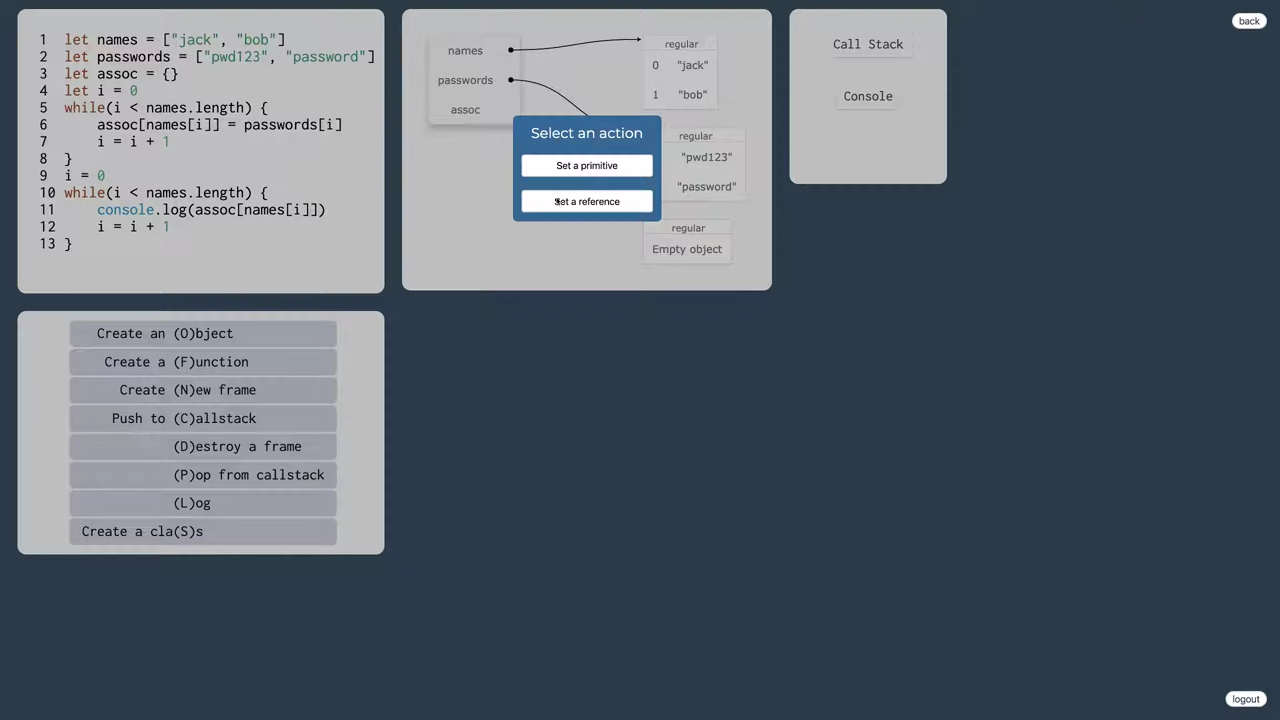 1 let names = ["jack", "bob"]
2 let passwords = ["pwd123", "password"]
3 let assoc = {}
4 let i = 0
5 while(i < names.length) {
6 assoc[names[i]] = passwords[i]
7 i = i + 1
8 }
9 i = 0
10 while(i < names.length) {
11 console.log(assoc[names[i]])
12 i = i + 1
13 }
names
passwords
assoc
regular
0 "jack"
1 "bob"
regular
"pwd123"
"password"
regular
Empty object
Select an action
Set a primitive
Set a reference
Call Stack
Console
back
Create an (O)bject
Create a (F)unction
Create (N)ew frame
Push to (C)allstack
(D)estroy a frame
(P)op from callstack
(L)og
Create a cla(S)s
logout